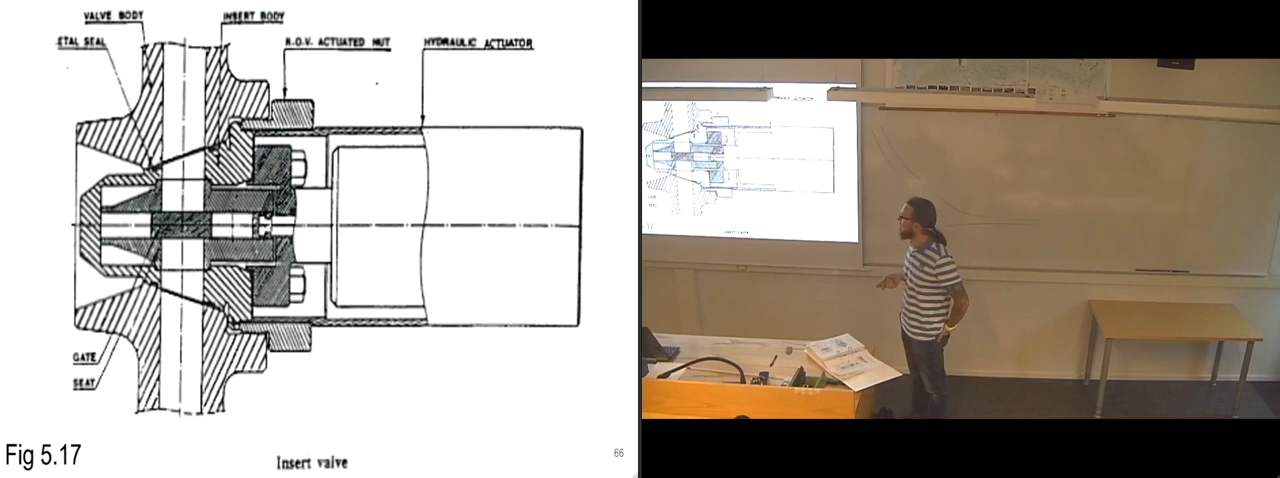 VALVE BODY
INSERT BODY
ETAL SEAL
R.O.V. ACTUATED NUT
HYDRAULIC ACTUATOR
GATE
SEAT
Fig 5.17
Insert valve
66